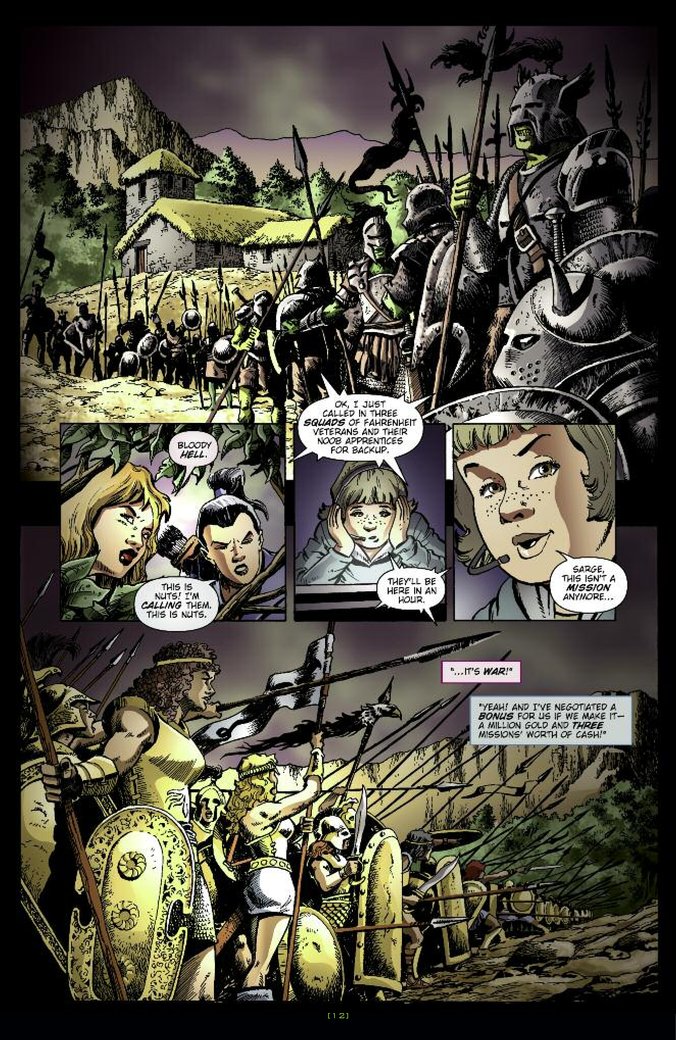 BLOODY
HELL.
THIS IS
NUTS! I'M
CALLING THEM.
THIS IS NUTS.
OK, I JUST
CALLED IN THREE
SQUADS OF FAHRENHEIT
VETERANS AND THEIR
NOOB APPRENTICES
FOR BACKUP.
THEY'LL BE
HERE IN AN
HOUR.
SARGE,
THIS ISN'T A
MISSION
ANYMORE...
"...IT'S WAR!"
"YEAH! AND I'VE NEGOTIATED A
BONUS FOR US IF WE MAKE IT—
A MILLION GOLD AND THREE
MISSIONS' WORTH OF CASH!"
[12]